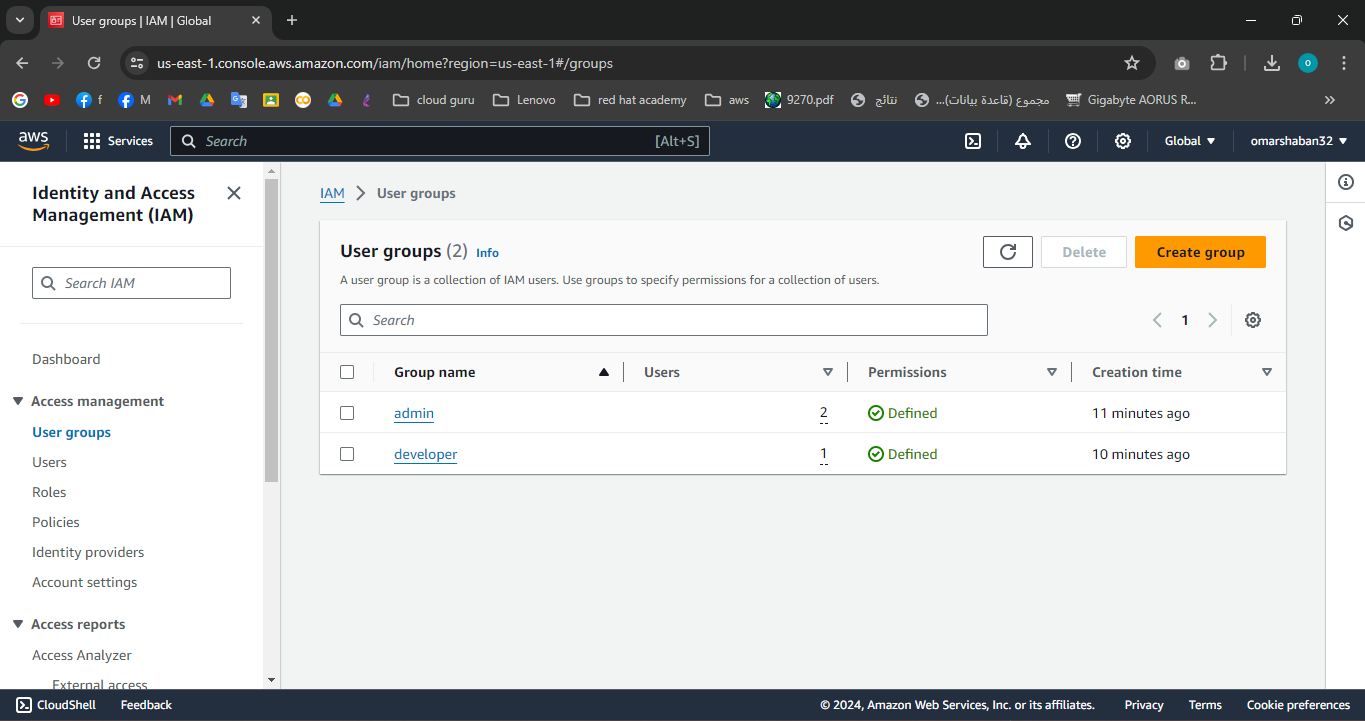 User groups | IAM | Global
us-east-1.console.aws.amazon.com/iam/home?region=us-east-1#/groups
o
f
M
cloud guru
Lenovo
red hat academy
aws
9270.pdf
نتائج
مجموع (قاعدة بيانات)...
Gigabyte AORUS R...
aws
Services
Search
[Alt+S]
Global
omarshaban32
Identity and Access
Management (IAM)
Search IAM
Dashboard
Access management
User groups
Users
Roles
Policies
Identity providers
Account settings
Access reports
Access Analyzer
External access
IAM
User groups
User groups (2) Info
Delete
Create group
A user group is a collection of IAM users. Use groups to specify permissions for a collection of users.
Search
1
Group name
Users
Permissions
Creation time
admin
2
Defined
11 minutes ago
developer
1
Defined
10 minutes ago
CloudShell
Feedback
© 2024, Amazon Web Services, Inc. or its affiliates.
Privacy
Terms
Cookie preferences